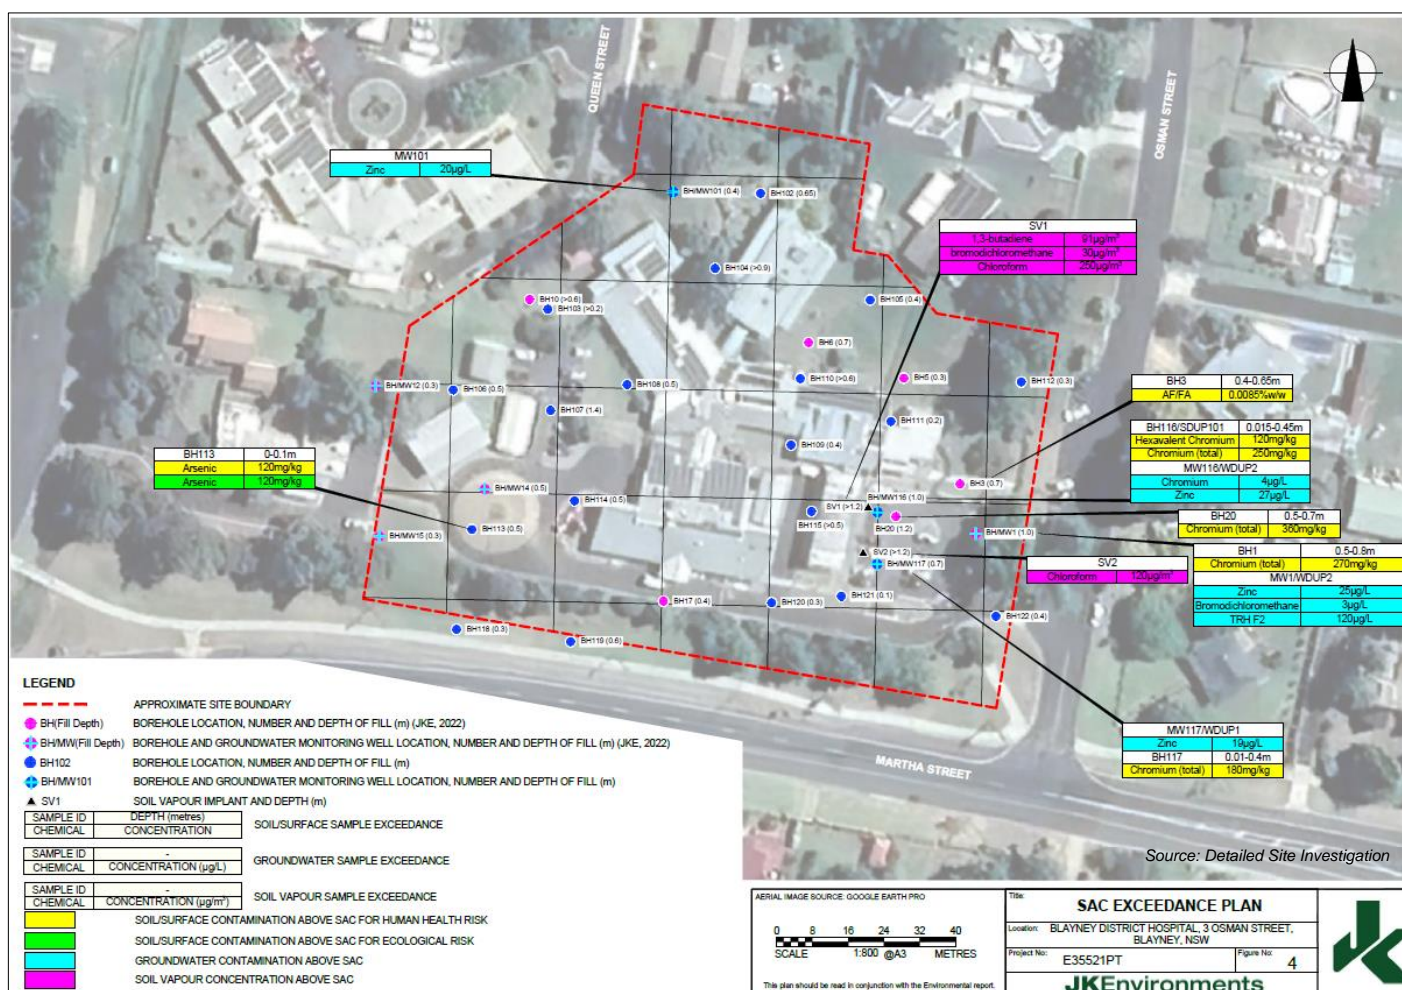 QUEEN STREET
OSMAN STREET
MW101
Zinc 20µg/L
BH/MW101 (0.4)
BH102 (0.65)
SV1
1,3-butadiene 91µg/m³
bromodichloromethane 30µg/m³
Chloroform 250µg/m³
BH104 (>0.9)
BH10 (>0.6)
BH103 (>0.2)
BH105 (0.4)
BH6 (0.7)
BH/MW12 (0.3)
BH106 (0.5)
BH108 (0.5)
BH110 (>0.6)
BH5 (0.3)
BH112 (0.3)
BH3 0.4-0.65m
AF/FA 0.0085%w/w
BH107 (1.4)
BH111 (0.2)
BH109 (0.4)
BH116/SDUP101 0.015-0.45m
Hexavalent Chromium 120mg/kg
Chromium (total) 250mg/kg
MW116/WDUP2
Chromium 4µg/L
Zinc 27µg/L
BH113 0-0.1m
Arsenic 120mg/kg
Arsenic 120mg/kg
BH/MW14 (0.5)
BH3 (0.7)
BH114 (0.5)
BH/MW116 (1.0)
SV1 (>1.2)
BH115 (>0.5)
BH20 (1.2)
BH20 0.5-0.7m
Chromium (total) 360mg/kg
BH113 (0.5)
BH/MW15 (0.3)
BH/MW1 (1.0)
SV2 (>1.2)
BH/MW117 (0.7)
SV2
Chloroform 120µg/m³
BH1 0.5-0.8m
Chromium (total) 270mg/kg
MW1/WDUP2
Zinc 25µg/L
Bromodichloromethane 3µg/L
TRH F2 120µg/L
BH17 (0.4)
BH120 (0.3)
BH121 (0.1)
BH122 (0.4)
BH118 (0.3)
BH119 (0.6)
MARTHA STREET
MW117/WDUP1
Zinc 19µg/L
BH117 0.01-0.4m
Chromium (total) 180mg/kg
LEGEND
APPROXIMATE SITE BOUNDARY
BH(Fill Depth) BOREHOLE LOCATION, NUMBER AND DEPTH OF FILL (m) (JKE, 2022)
BH/MW(Fill Depth) BOREHOLE AND GROUNDWATER MONITORING WELL LOCATION, NUMBER AND DEPTH OF FILL (m) (JKE, 2022)
BH102 BOREHOLE LOCATION, NUMBER AND DEPTH OF FILL (m)
BH/MW101 BOREHOLE AND GROUNDWATER MONITORING WELL LOCATION, NUMBER AND DEPTH OF FILL (m)
SV1 SOIL VAPOUR IMPLANT AND DEPTH (m)
SAMPLE ID DEPTH (metres)
CHEMICAL CONCENTRATION
SOIL/SURFACE SAMPLE EXCEEDANCE
SAMPLE ID -
CHEMICAL CONCENTRATION (µg/L)
GROUNDWATER SAMPLE EXCEEDANCE
SAMPLE ID -
CHEMICAL CONCENTRATION (µg/m³)
SOIL VAPOUR SAMPLE EXCEEDANCE
SOIL/SURFACE CONTAMINATION ABOVE SAC FOR HUMAN HEALTH RISK
SOIL/SURFACE CONTAMINATION ABOVE SAC FOR ECOLOGICAL RISK
GROUNDWATER CONTAMINATION ABOVE SAC
SOIL VAPOUR CONCENTRATION ABOVE SAC
Source: Detailed Site Investigation
AERIAL IMAGE SOURCE: GOOGLE EARTH PRO
0 8 16 24 32 40
SCALE 1:800 @A3 METRES
This plan should be read in conjunction with the Environmental report.
Title: SAC EXCEEDANCE PLAN
Location: BLAYNEY DISTRICT HOSPITAL, 3 OSMAN STREET,
BLAYNEY, NSW
Project No: E35521PT
Figure No: 4
JKEnvironments
JK